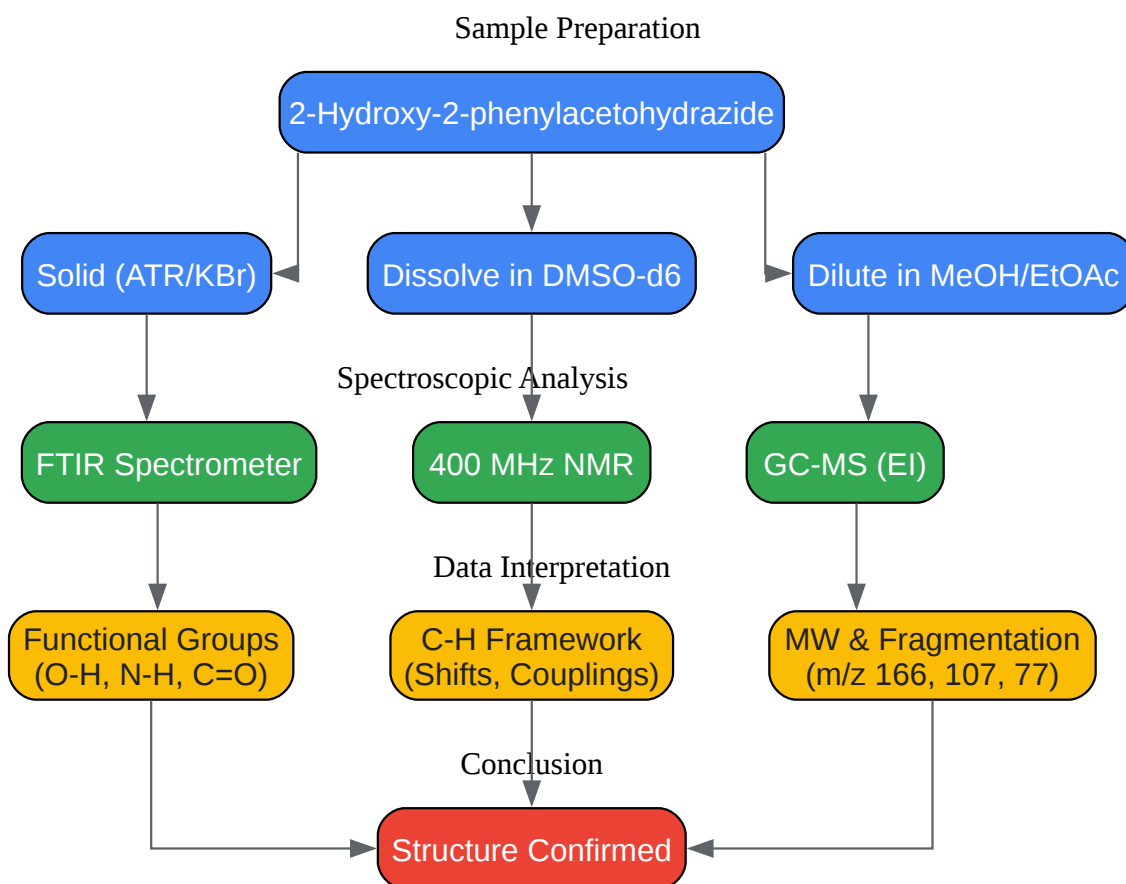 Sample Preparation
2-Hydroxy-2-phenylacetohydrazide
Solid (ATR/KBr)
Dissolve in DMSO-d6
Dilute in MeOH/EtOAc
Spectroscopic Analysis
FTIR Spectrometer
400 MHz NMR
GC-MS (EI)
Data Interpretation
Functional Groups
(O-H, N-H, C=O)
C-H Framework
(Shifts, Couplings)
MW & Fragmentation
(m/z 166, 107, 77)
Conclusion
Structure Confirmed